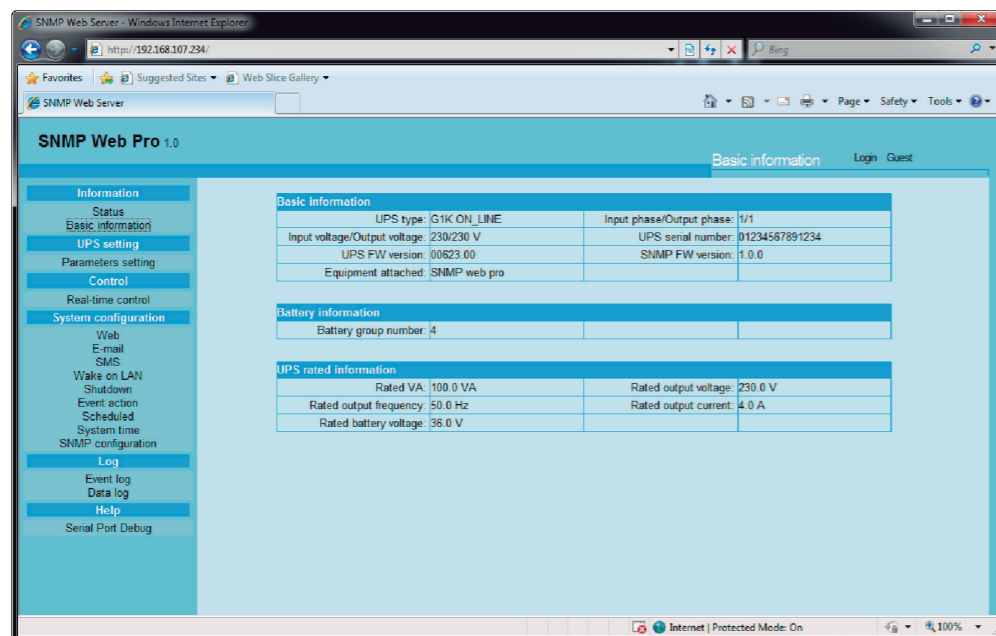 SNMP Web Server - Windows Internet Explorer
http://192.168.107.234/
Bing
Favorites Suggested Sites Web Slice Gallery
SNMP Web Server
Page Safety Tools
SNMP Web Pro 1.0
Basic information Login Guest
Information
Status
Basic information
UPS setting
Parameters setting
Control
Real-time control
System configuration
Web
E-mail
SMS
Wake on LAN
Shutdown
Event action
Scheduled
System time
SNMP configuration
Log
Event log
Data log
Help
Serial Port Debug
Basic information
UPS type: G1K ON_LINE Input phase/Output phase: 1/1
Input voltage/Output voltage: 230/230 V UPS serial number: 01234567891234
UPS FW version: 00623.00 SNMP FW version: 1.0.0
Equipment attached: SNMP web pro
Battery information
Battery group number: 4
UPS rated information
Rated VA: 100.0 VA Rated output voltage: 230.0 V
Rated output frequency: 50.0 Hz Rated output current: 4.0 A
Rated battery voltage: 36.0 V
Internet | Protected Mode: On 100%